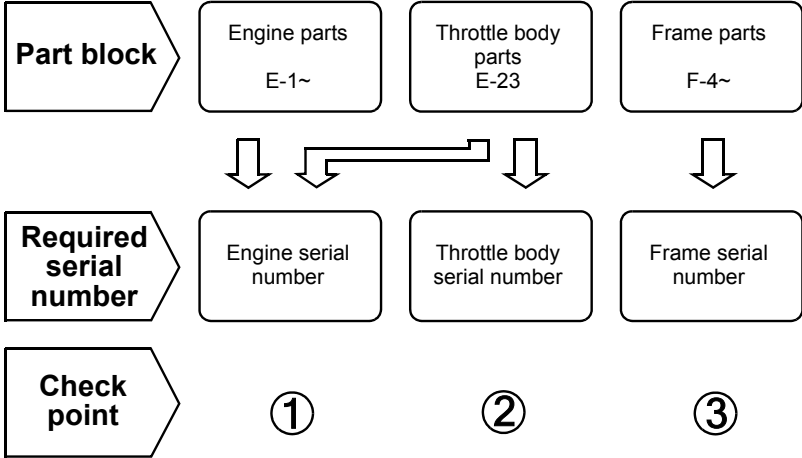 Part block
Engine parts
E-1~
Throttle body
parts
E-23
Frame parts
F-4~
Required
serial
number
Engine serial
number
Throttle body
serial number
Frame serial
number
Check
point
①
②
③